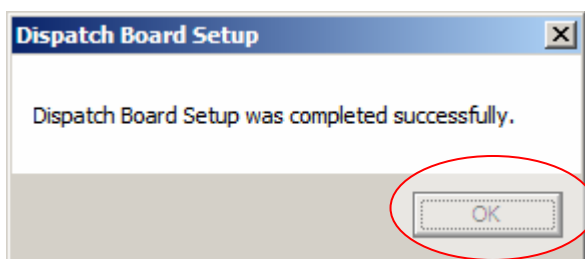 Dispatch Board Setup
Dispatch Board Setup was completed successfully.
OK